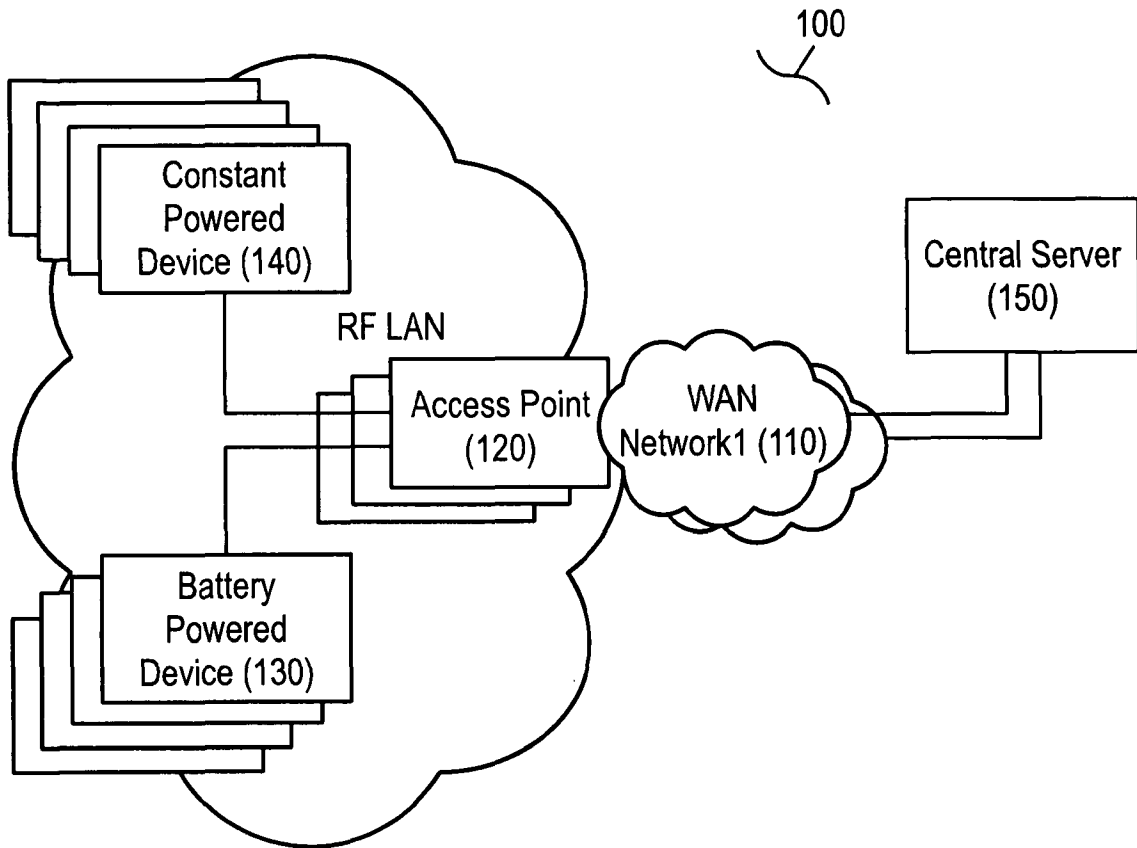 100
Constant
Powered
Device (140)
Central Server
(150)
RF LAN
Access Point
(120)
WAN
Network1 (110)
Battery
Powered
Device (130)